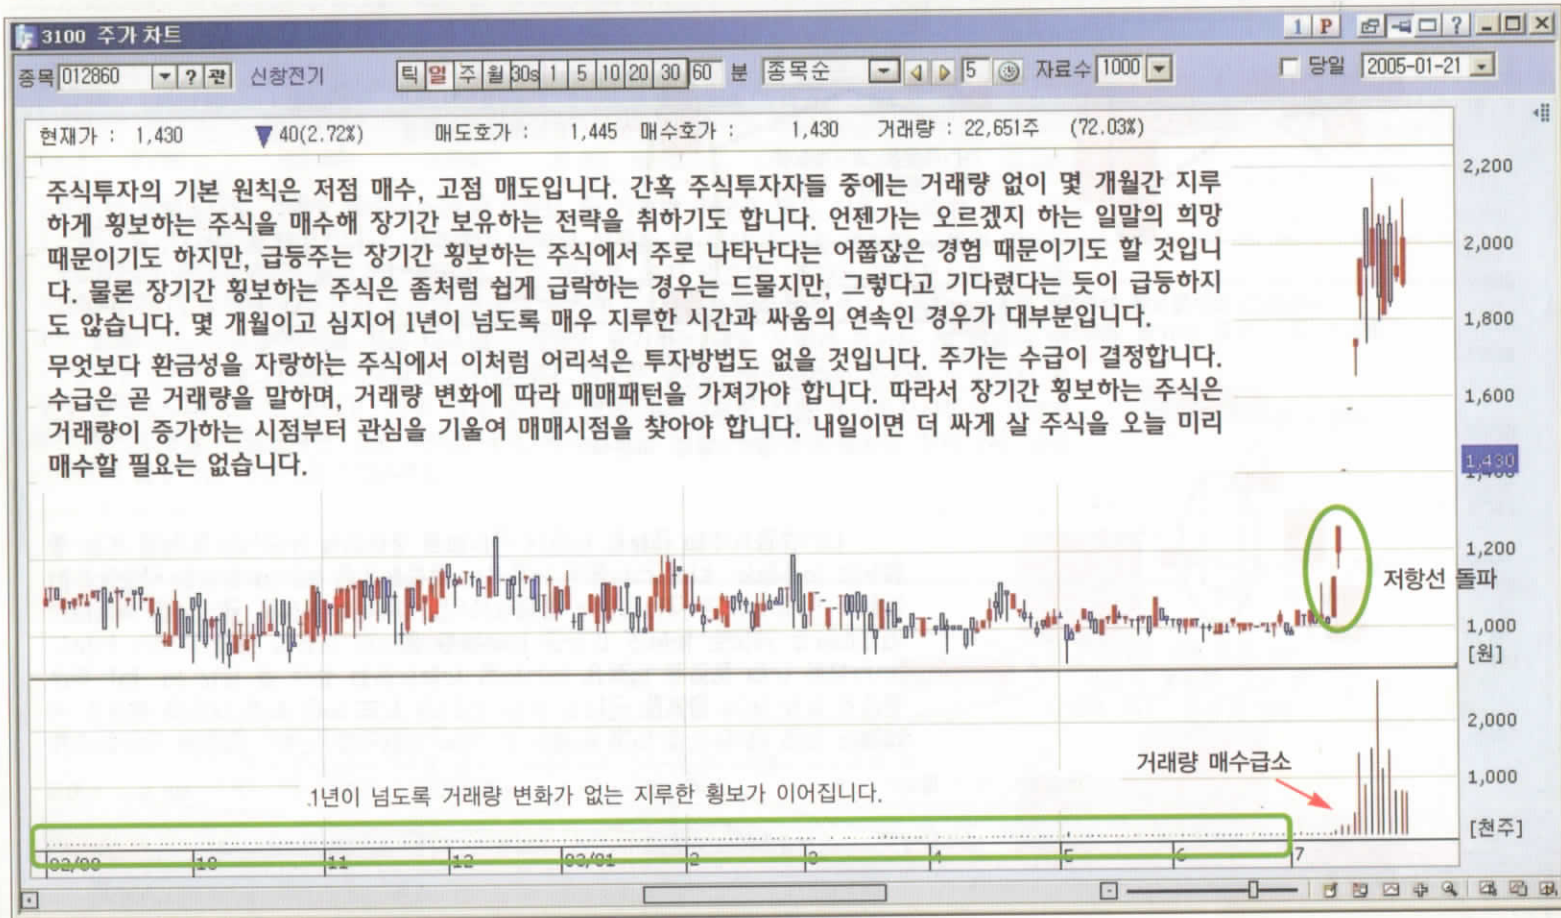 3100 주가 차트
1 P ?
종목 012860 ? 관 신창전기 틱 일 주 월 30s 1 5 10 20 30 60 분 종목순 5 자료수 1000 당일 2005-01-21
현재가 : 1,430 ▼ 40(2.72%) 매도호가 : 1,445 매수호가 : 1,430 거래량 : 22,651주 (72.03%)
주식투자의 기본 원칙은 저점 매수, 고점 매도입니다. 간혹 주식투자자들 중에는 거래량 없이 몇 개월간 지루
하게 횡보하는 주식을 매수해 장기간 보유하는 전략을 취하기도 합니다. 언젠가는 오르겠지 하는 일말의 희망
때문이기도 하지만, 급등주는 장기간 횡보하는 주식에서 주로 나타난다는 어쭙잖은 경험 때문이기도 할 것입니
다. 물론 장기간 횡보하는 주식은 좀처럼 쉽게 급락하는 경우는 드물지만, 그렇다고 기다렸다는 듯이 급등하지
도 않습니다. 몇 개월이고 심지어 1년이 넘도록 매우 지루한 시간과 싸움의 연속인 경우가 대부분입니다.
무엇보다 환금성을 자랑하는 주식에서 이처럼 어리석은 투자방법도 없을 것입니다. 주가는 수급이 결정합니다.
수급은 곧 거래량을 말하며, 거래량 변화에 따라 매매패턴을 가져가야 합니다. 따라서 장기간 횡보하는 주식은
거래량이 증가하는 시점부터 관심을 기울여 매매시점을 찾아야 합니다. 내일이면 더 싸게 살 주식을 오늘 미리
매수할 필요는 없습니다.
2,200
2,000
1,800
1,600
1,430
1,400
1,200
저항선 돌파
1,000
[원]
2,000
거래량 매수급소
1,000
1년이 넘도록 거래량 변화가 없는 지루한 횡보가 이어집니다.
[천주]
02/09 10 11 12 03/01 2 3 4 5 6 7